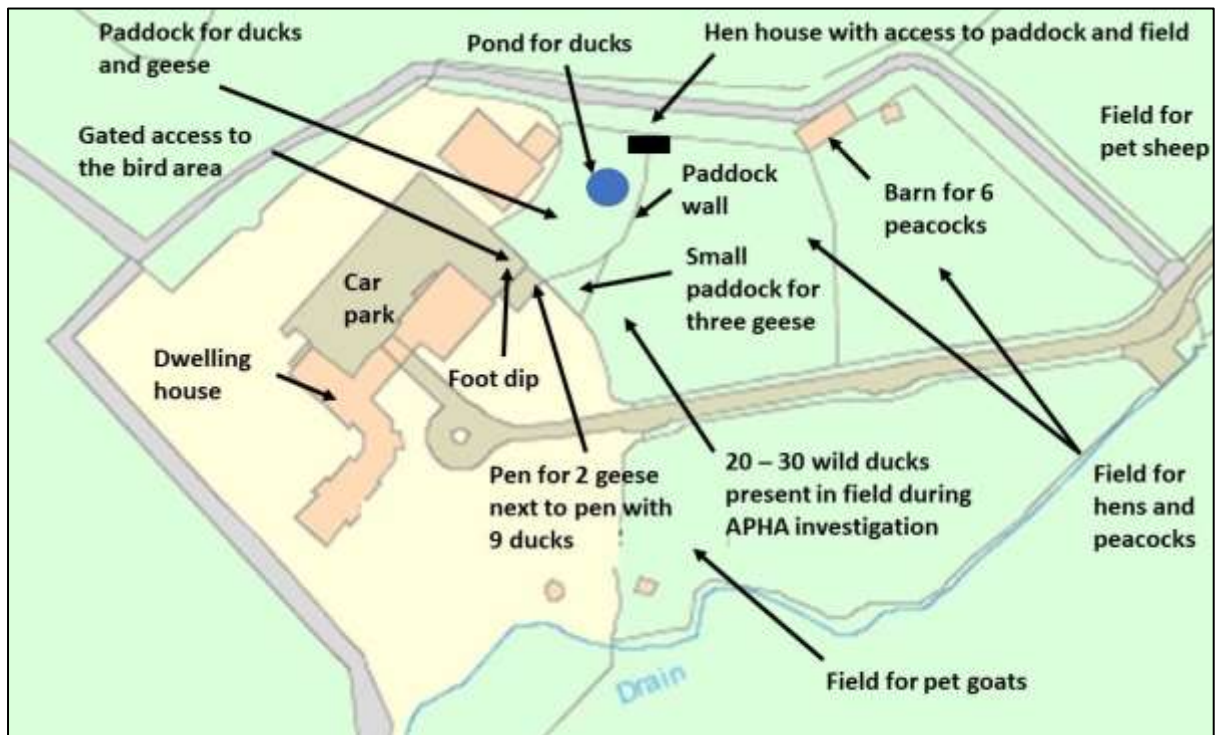 Paddock for ducks
and geese
Pond for ducks
Hen house with access to paddock and field
Gated access to
the bird area
Field for
pet sheep
Paddock
wall
Barn for 6
peacocks
Car
park
Small
paddock for
three geese
Dwelling
house
Foot dip
Pen for 2 geese
next to pen with
9 ducks
20 – 30 wild ducks
present in field during
APHA investigation
Field for
hens and
peacocks
Drain
Field for pet goats